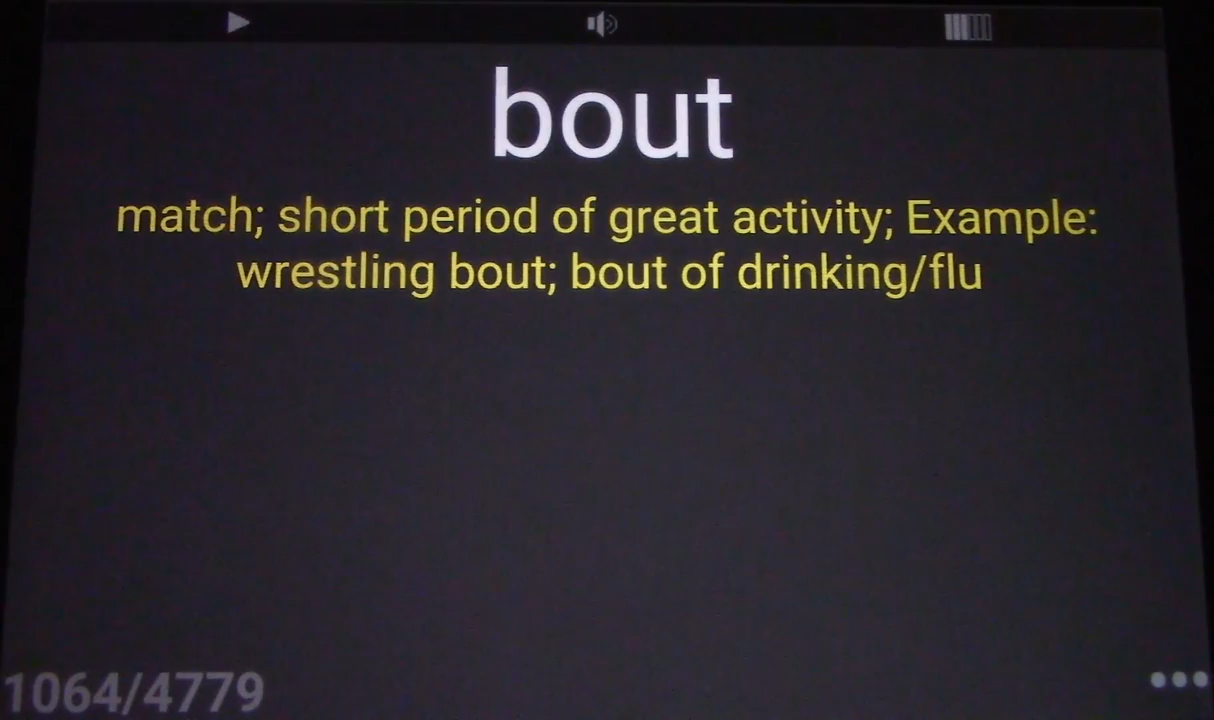 bout
match; short period of great activity; Example:
wrestling bout; bout of drinking/flu
1064/4779